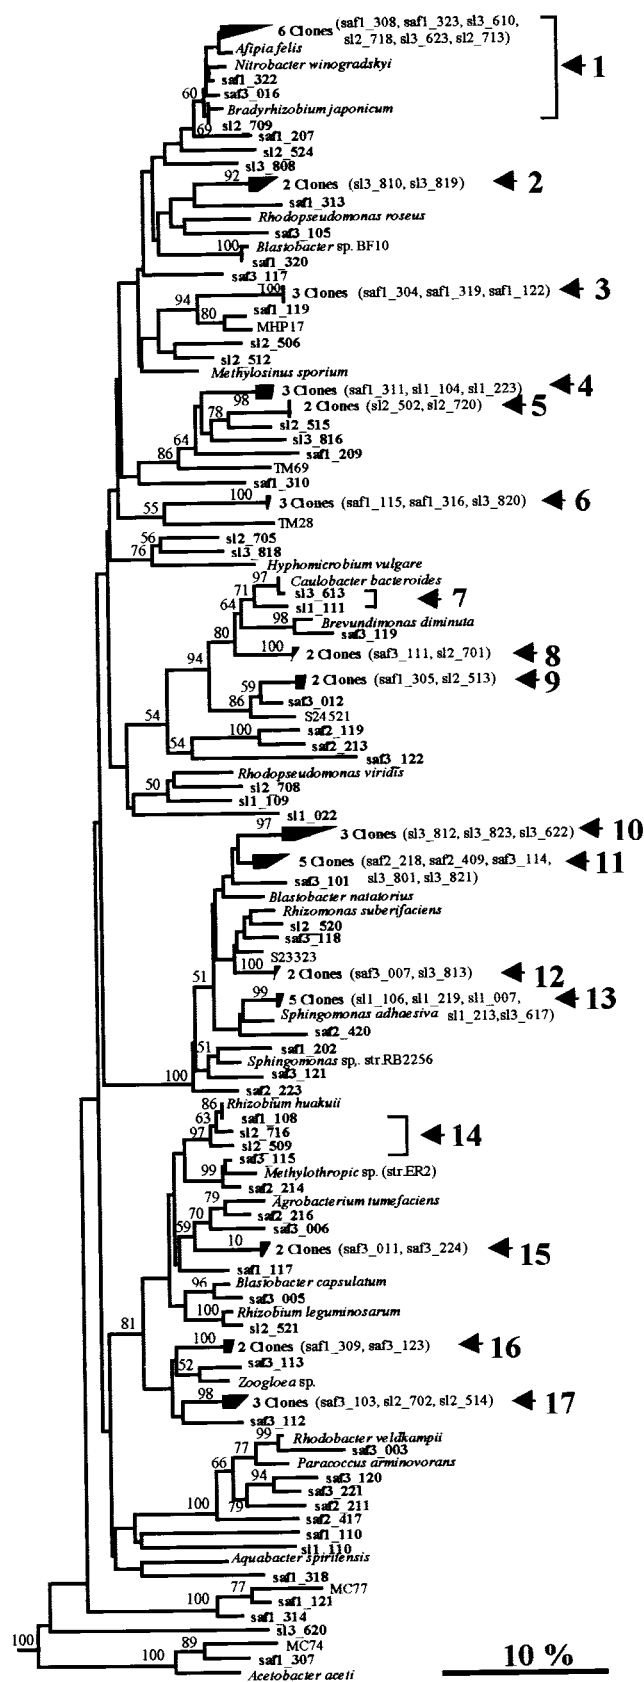 6 Clones (saf1_308, saf1_323, sl3_610,
sl2_718, sl3_623, sl2_713)
Afipia felis
1
Nitrobacter winogradskyi
saf1_322
60 saf3_016
Bradyrhizobium japonicum
69 sl2_709
saf1_207
sl2_524
sl3_808
92 2 Clones (sl3_810, sl3_819) 2
saf1_313
Rhodopseudomonas roseus
saf3_105
100 Blastobacter sp. BF10
saf1_320
saf3_117
100 3 Clones (saf1_304, saf1_319, saf1_122) 3
94 saf1_119
80 MHP17
sl2_506
sl2_512
Methylosinus sporium
98 3 Clones (saf1_311, sl1_104, sl1_223) 4
78 2 Clones (sl2_502, sl2_720) 5
sl2_515
64 sl3_816
86 saf1_209
TM69
saf1_310
100 3 Clones (saf1_115, saf1_316, sl3_820) 6
55 TM28
56 sl2_705
76 sl3_818
Hyphomicrobium vulgare
97 Caulobacter bacteroides
71 sl3_613 7
64 sl1_111
98 Brevundimonas diminuta
80 saf3_119
100 2 Clones (saf3_111, sl2_701) 8
94
59 2 Clones (saf1_305, sl2_513) 9
86 saf3_012
S24521
54 100 saf2_119
54 saf2_213
saf3_122
Rhodopseudomonas viridis
50 sl2_708
sl1_109
sl1_022
97 3 Clones (sl3_812, sl3_823, sl3_622) 10
5 Clones (saf2_218, saf2_409, saf3_114, 11
saf3_101 sl3_801, sl3_821)
Blastobacter natatorius
Rhizomonas suberifaciens
sl2_520
saf3_118
S23323
51 100 2 Clones (saf3_007, sl3_813) 12
99 5 Clones (sl1_106, sl1_219, sl1_007, 13
Sphingomonas adhaesiva sl1_213,sl3_617)
saf2_420
51 saf1_202
Sphingomonas sp,. str.RB2256
saf3_121
100 saf2_223
86 Rhizobium huakuii
63 saf1_108
97 sl2_716 14
sl2_509
saf3_115
99 Methylothropic sp. (str.ER2)
saf2_214
79 Agrobacterium tumefaciens
70 saf2_216
59 saf3_006
10 2 Clones (saf3_011, saf3_224) 15
saf1_117
96 Blastobacter capsulatum
saf3_005
100 Rhizobium leguminosarum
81 sl2_521
100 2 Clones (saf1_309, saf3_123) 16
52 saf3_113
Zoogloea sp.
98 3 Clones (saf3_103, sl2_702, sl2_514) 17
saf3_112
99 Rhodobacter veldkampii
77 saf3_003
66 Paracoccus arminovorans
94 saf3_120
saf3_221
100 79 saf2_211
saf2_417
saf1_110
sl1_110
Aquabacter spiritensis
saf1_318
77 MC77
100 saf1_121
saf1_314
sl3_620
100 89 MC74
100 saf1_307
Acetobacter aceti
10 %